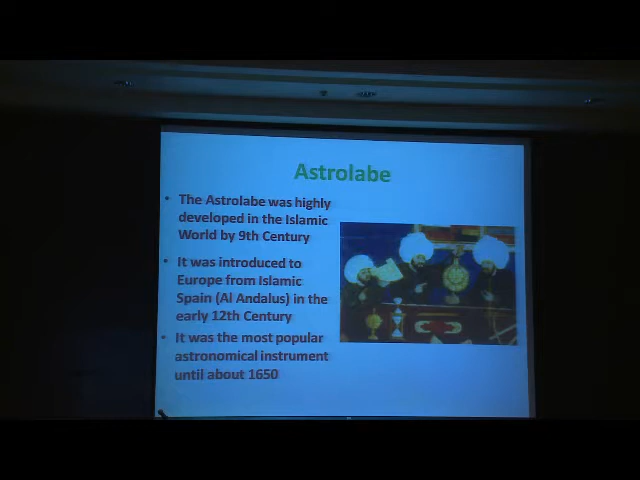 Astrolabe
• The Astrolabe was highly
developed in the Islamic
World by 9th Century
• It was introduced to
Europe from Islamic
Spain (Al Andalus) in the
early 12th Century
• It was the most popular
astronomical instrument
until about 1650